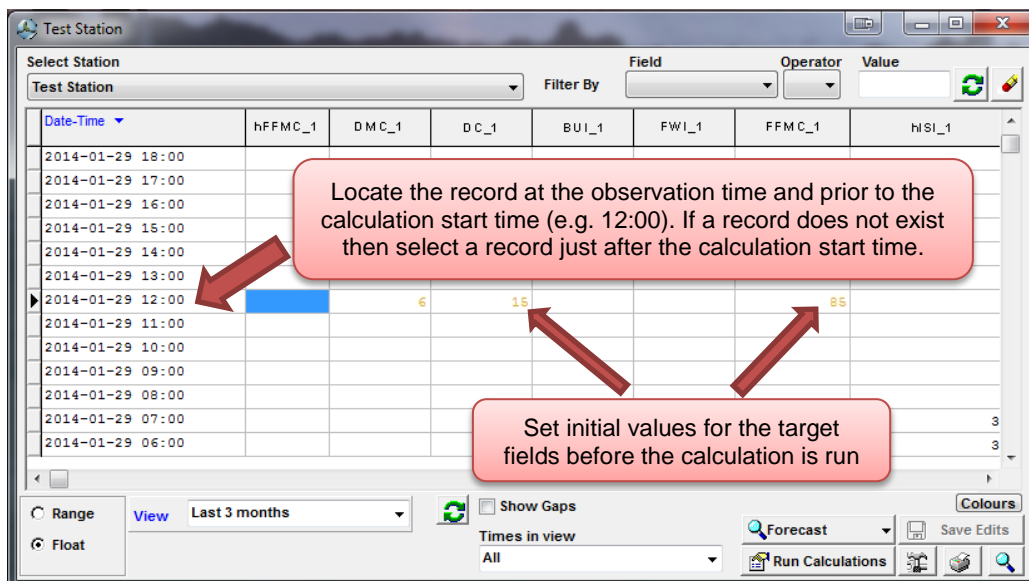 Test Station
Select Station Field Operator Value
Test Station Filter By
Date-Time hFFMC_1 DMC_1 DC_1 BUI_1 FWI_1 FFMC_1 hISI_1
2014-01-29 18:00
2014-01-29 17:00
2014-01-29 16:00
2014-01-29 15:00
2014-01-29 14:00
2014-01-29 13:00
2014-01-29 12:00 6 15 85
2014-01-29 11:00
2014-01-29 10:00
2014-01-29 09:00
2014-01-29 08:00
2014-01-29 07:00 3
2014-01-29 06:00 3
Locate the record at the observation time and prior to the
calculation start time (e.g. 12:00). If a record does not exist
then select a record just after the calculation start time.
Set initial values for the target
fields before the calculation is run
Range View Last 3 months Show Gaps Colours
Float Times in view Forecast Save Edits
All Run Calculations